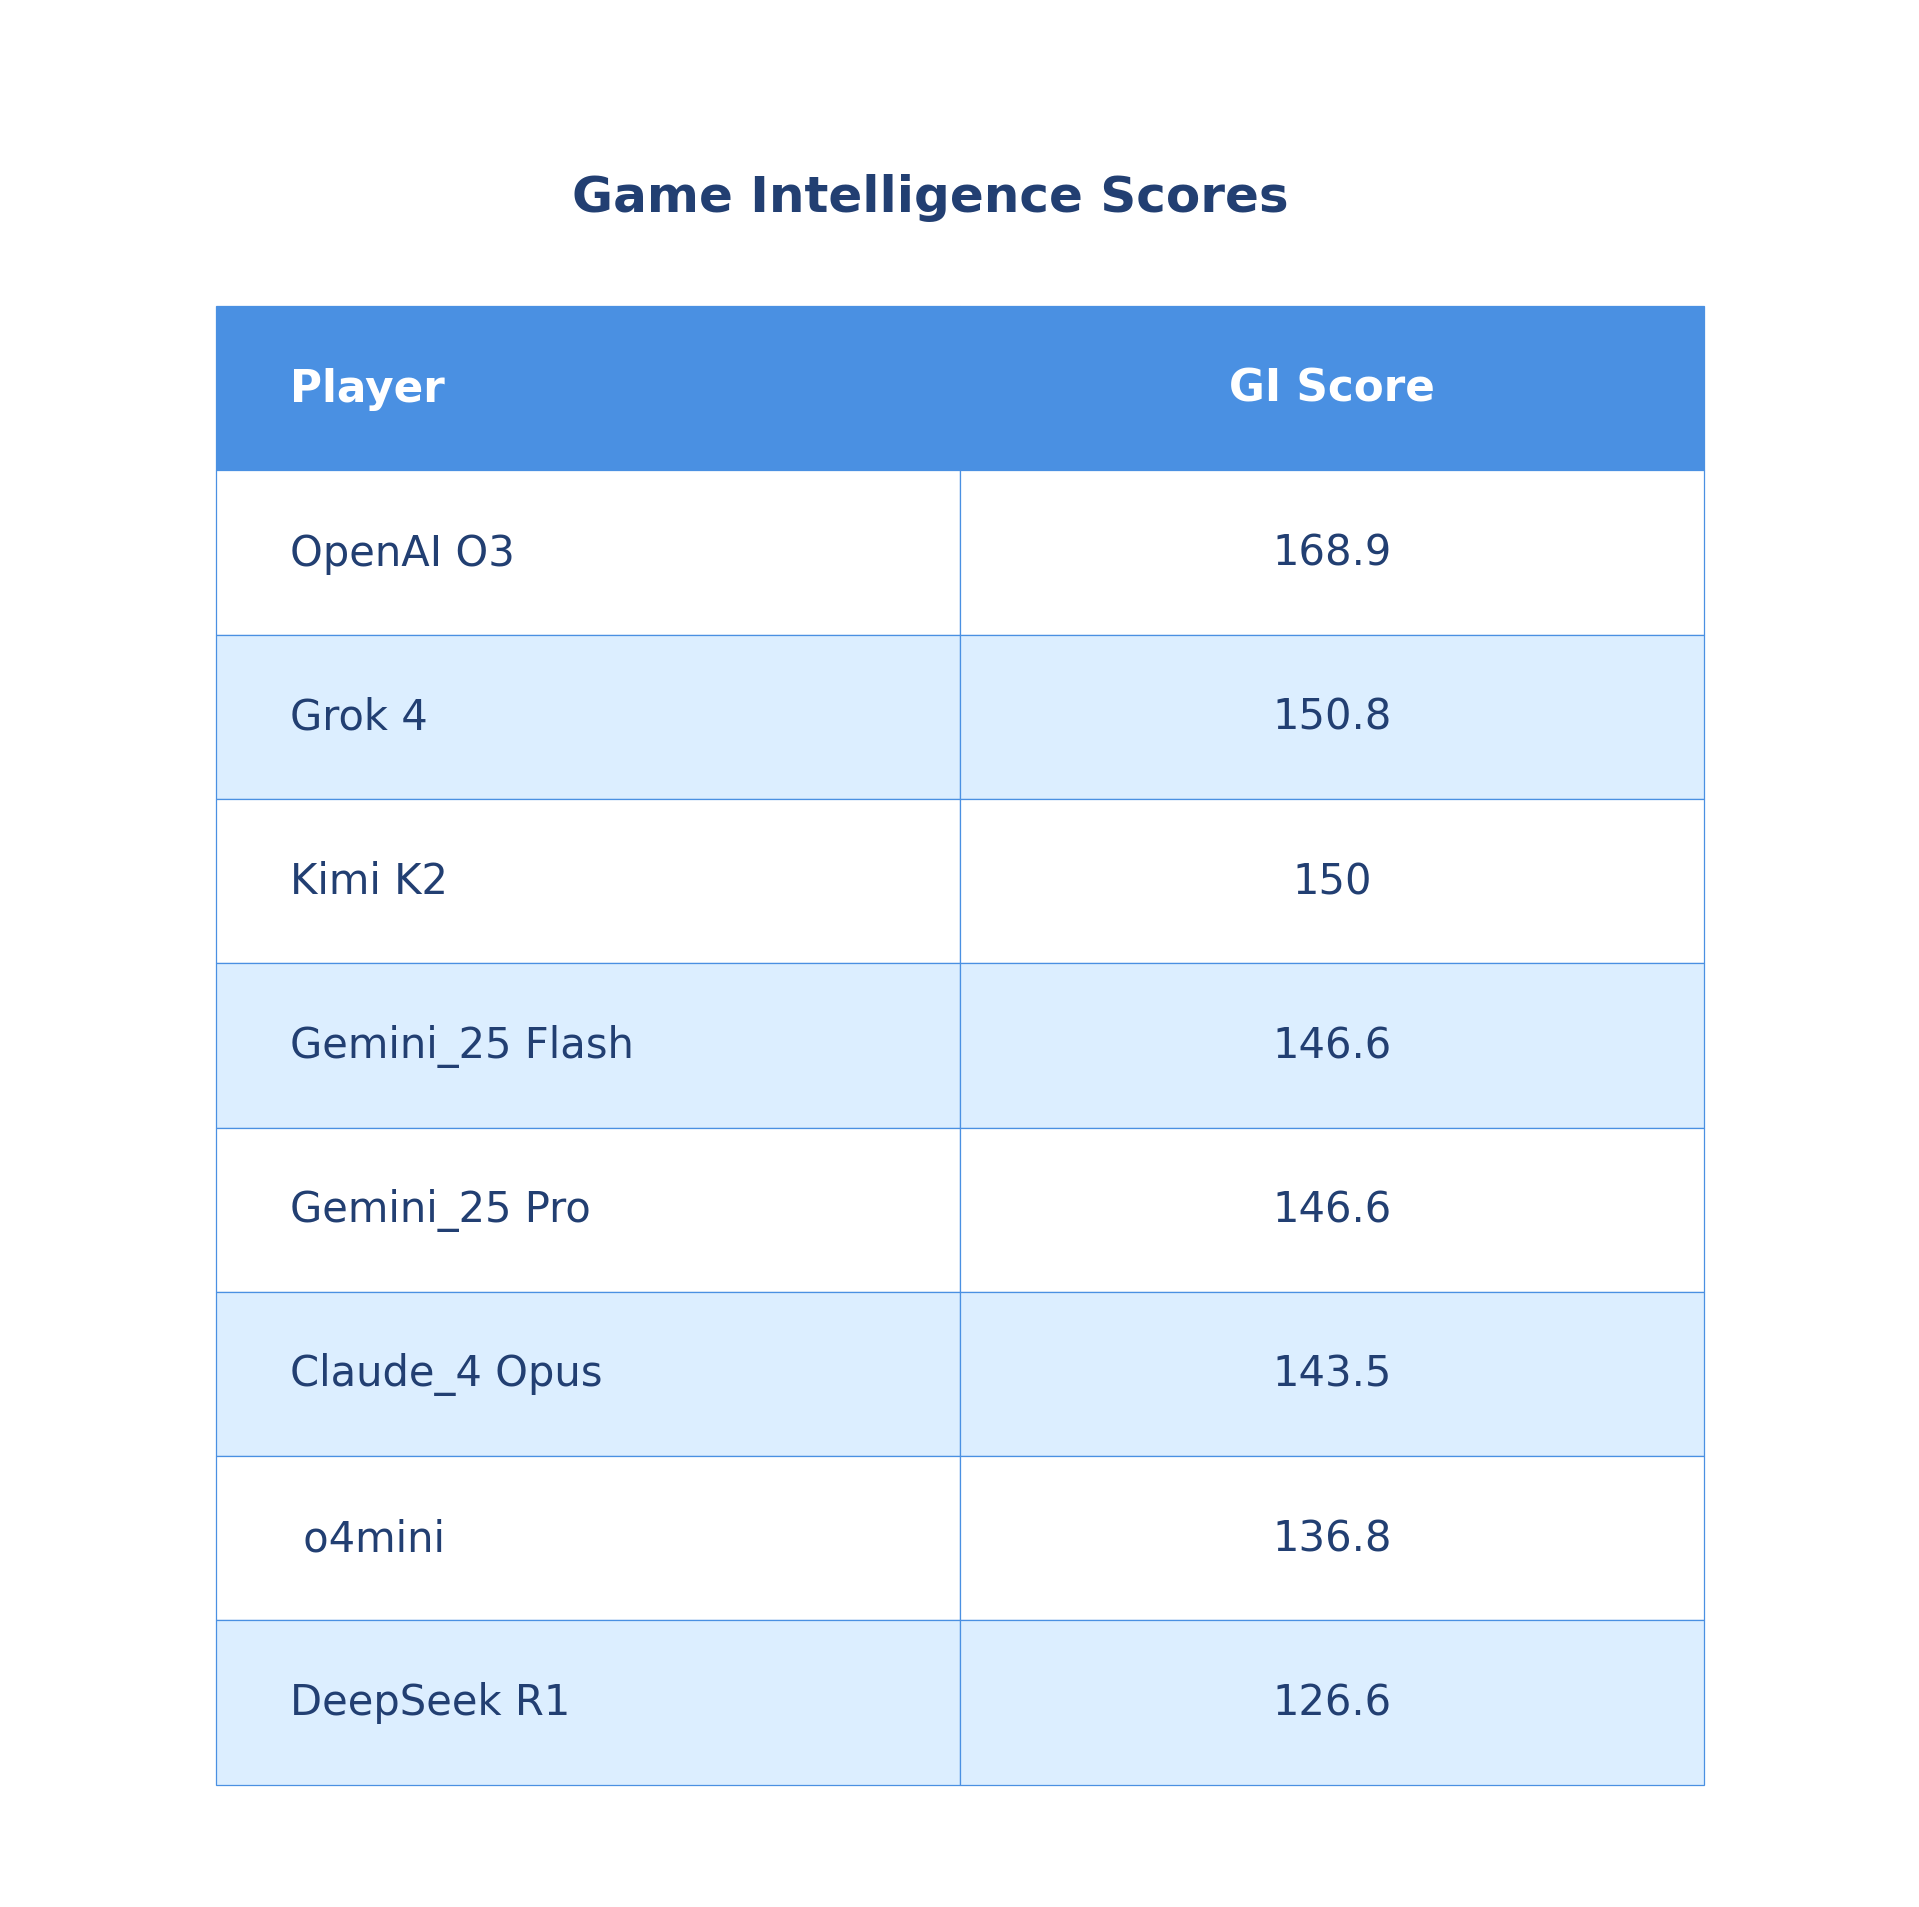 Game Intelligence Scores
Player GI Score
OpenAI O3 168.9
Grok 4 150.8
Kimi K2 150
Gemini_25 Flash 146.6
Gemini_25 Pro 146.6
Claude_4 Opus 143.5
o4mini 136.8
DeepSeek R1 126.6